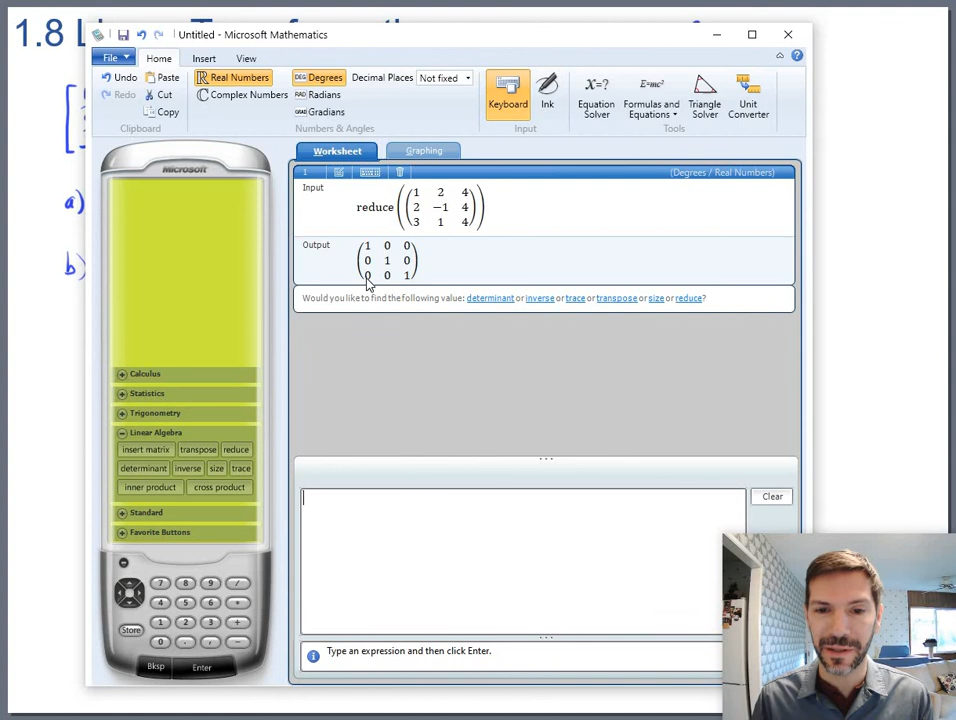 1.8 L
Untitled - Microsoft Mathematics
File Home Insert View
Undo Paste
Redo Cut
Copy
Clipboard
Real Numbers
Complex Numbers
DEG Degrees
RAD Radians
GRAD Gradians
Decimal Places Not fixed
Numbers & Angles
Keyboard Ink
Input
x=? Equation Solver
E=mc² Formulas and Equations
Triangle Solver
Unit Converter
Tools
Microsoft
Worksheet Graphing
1 (Degrees / Real Numbers)
Input
1 2 4
reduce 2 −1 4
3 1 4
Output
1 0 0
0 1 0
0 0 1
Would you like to find the following value: determinant or inverse or trace or transpose or size or reduce?
a)
b)
Calculus
Statistics
Trigonometry
Linear Algebra
insert matrix transpose reduce
determinant inverse size trace
inner product cross product
Standard
Favorite Buttons
7 8 9 /
4 5 6 *
1 2 3 +
0 . , −
Store
Bksp Enter
Clear
Type an expression and then click Enter.